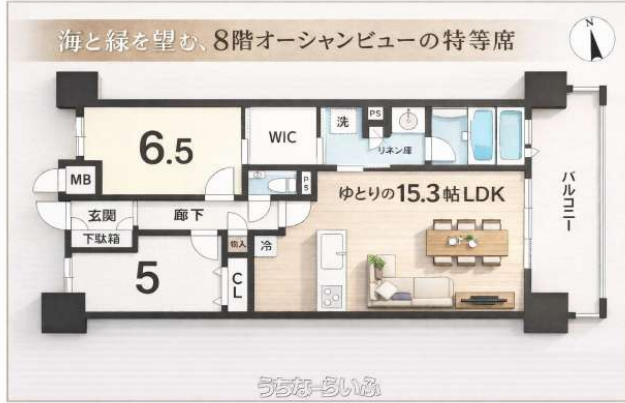 海と緑を望む、8階オーシャンビューの特等席
N
6.5
WIC
洗
PS
リネン庫
MB
PS
ゆとりの15.3帖LDK
バルコニー
玄関
廊下
下駄箱
物入
冷
5
CL
うちなーらいふ